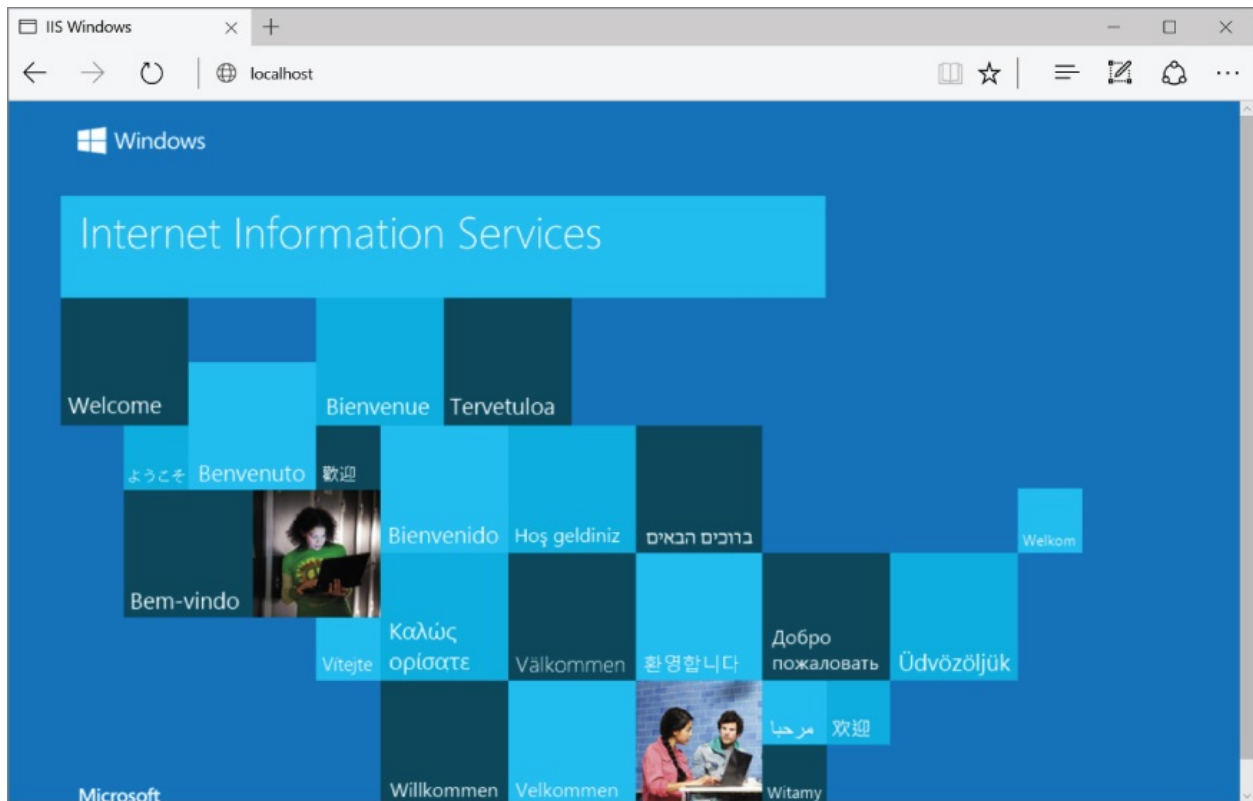 IIS Windows
localhost
Windows
Internet Information Services
Welcome
Bienvenue
Tervetuloa
ようこそ
Benvenuto
歡迎
Bienvenido
Hoş geldiniz
ברוכים הבאים
Welkom
Bem-vindo
Vítejte
Καλώς
ορίσατε
Välkommen
환영합니다
Добро
пожаловать
Üdvözöljük
مرحبا
欢迎
Willkommen
Velkommen
Witamy
Microsoft